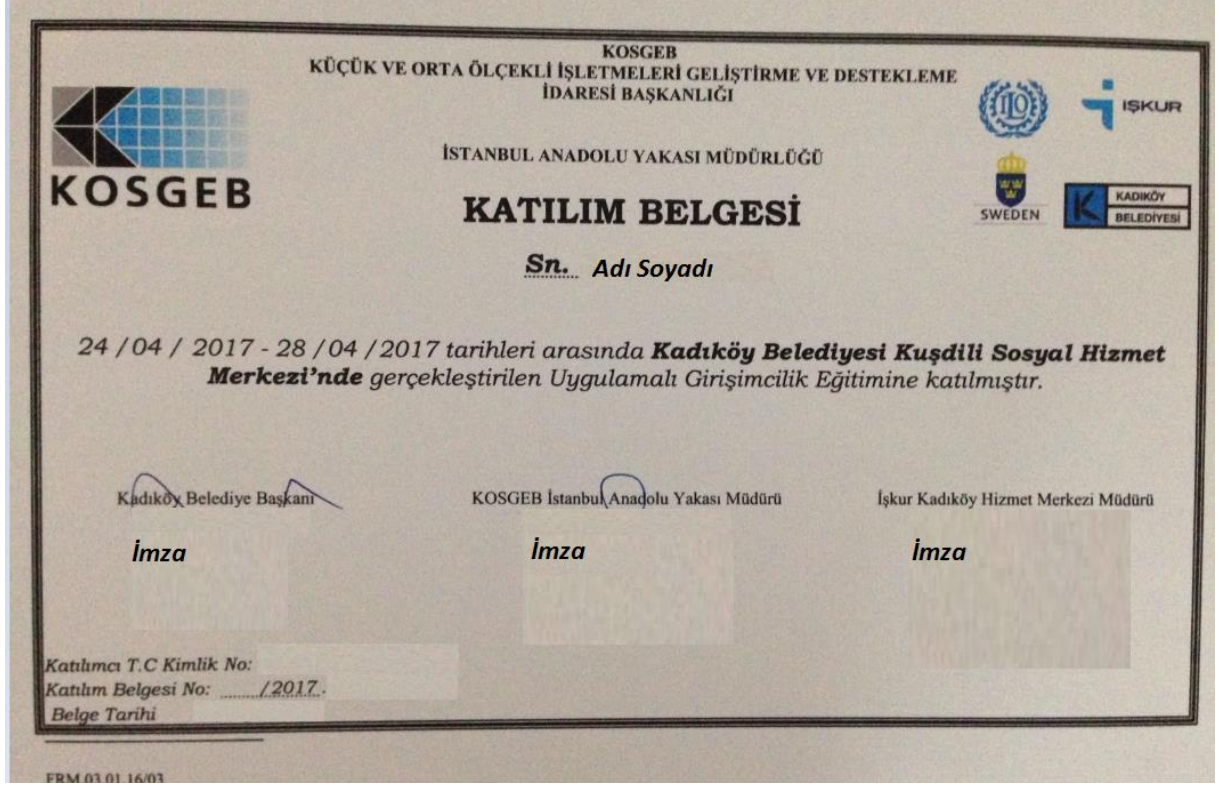 KOSGEB
KÜÇÜK VE ORTA ÖLÇEKLİ İŞLETMELERİ GELİŞTİRME VE DESTEKLEME
İDARESİ BAŞKANLIĞI
KOSGEB
ILO
İŞKUR
SWEDEN
KADIKÖY
BELEDİYESİ
İSTANBUL ANADOLU YAKASI MÜDÜRLÜĞÜ
KATILIM BELGESİ
Sn. Adı Soyadı
24 /04 / 2017 - 28 /04 /2017 tarihleri arasında Kadıköy Belediyesi Kuşdili Sosyal Hizmet
Merkezi’nde gerçekleştirilen Uygulamalı Girişimcilik Eğitimine katılmıştır.
Kadıköy Belediye Başkanı
KOSGEB İstanbul Anadolu Yakası Müdürü
İşkur Kadıköy Hizmet Merkezi Müdürü
İmza
İmza
İmza
Katılımcı T.C Kimlik No:
Katılım Belgesi No: ...../2017.
Belge Tarihi
FRM.03.01.16/03